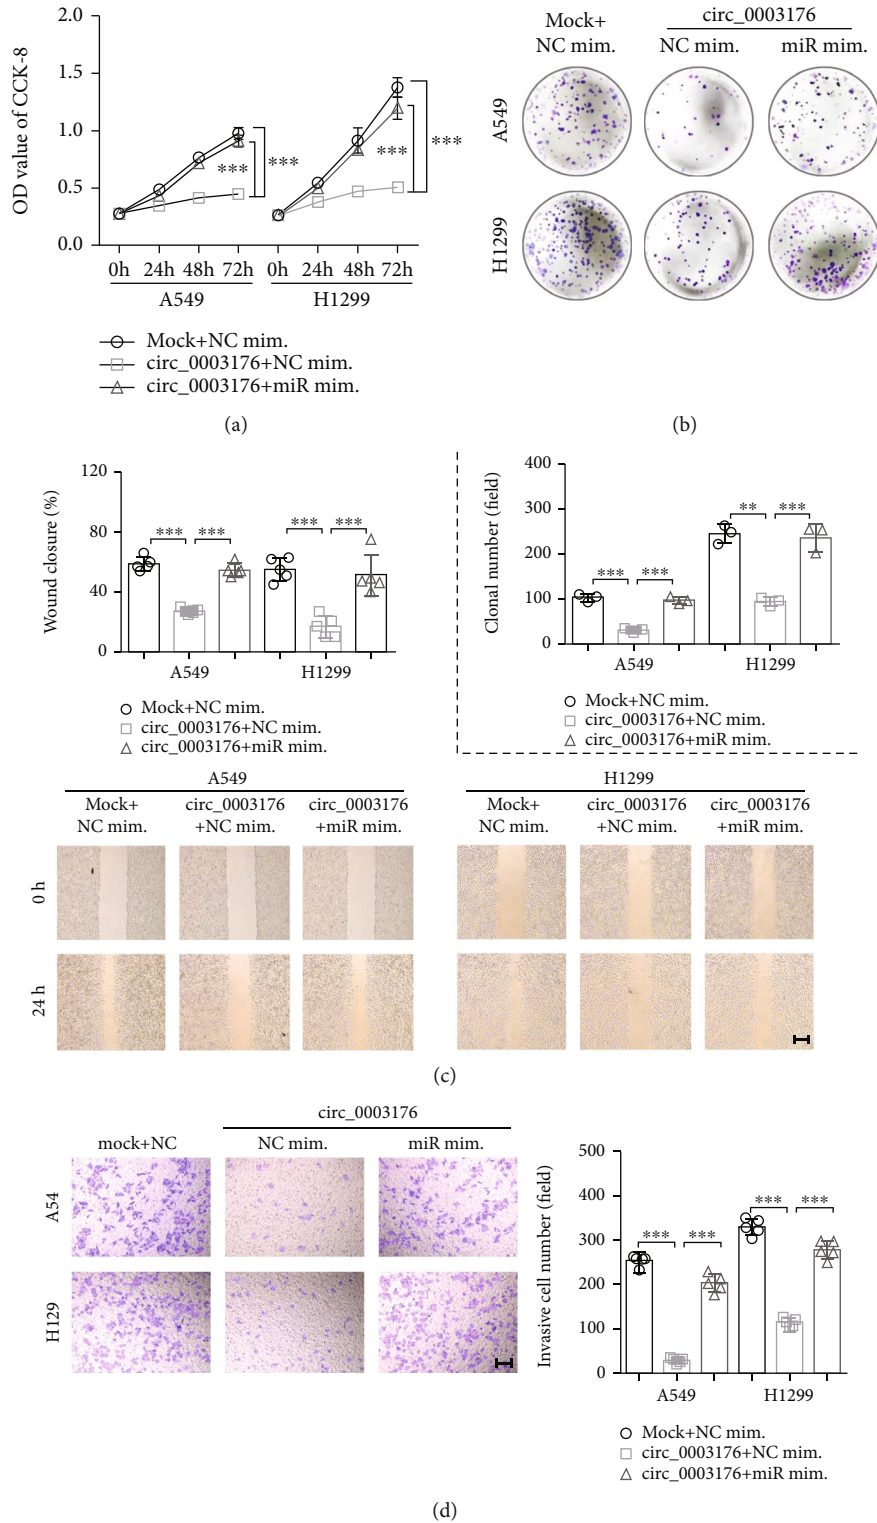 2.0
1.5
1.0
0.5
0.0
OD value of CCK-8
***
***
***
***
0h 24h 48h 72h 0h 24h 48h 72h
A549 H1299
Mock+NC mim.
circ_0003176+NC mim.
circ_0003176+miR mim.
(a)
Mock+
NC mim.
circ_0003176
NC mim. miR mim.
A549
H1299
(b)
120
80
40
0
Wound closure (%)
*** *** *** ***
A549 H1299
Mock+NC mim.
circ_0003176+NC mim.
circ_0003176+miR mim.
400
300
200
100
0
Clonal number (field)
*** *** ** ***
A549 H1299
Mock+NC mim.
circ_0003176+NC mim.
circ_0003176+miR mim.
A549 H1299
Mock+
NC mim.
circ_0003176
+NC mim.
circ_0003176
+miR mim.
Mock+
NC mim.
circ_0003176
+NC mim.
circ_0003176
+miR mim.
0 h
24 h
(c)
circ_0003176
mock+NC NC mim. miR mim.
A54
H129
500
400
300
200
100
0
Invasive cell number (field)
*** *** *** ***
A549 H1299
Mock+NC mim.
circ_0003176+NC mim.
circ_0003176+miR mim.
(d)